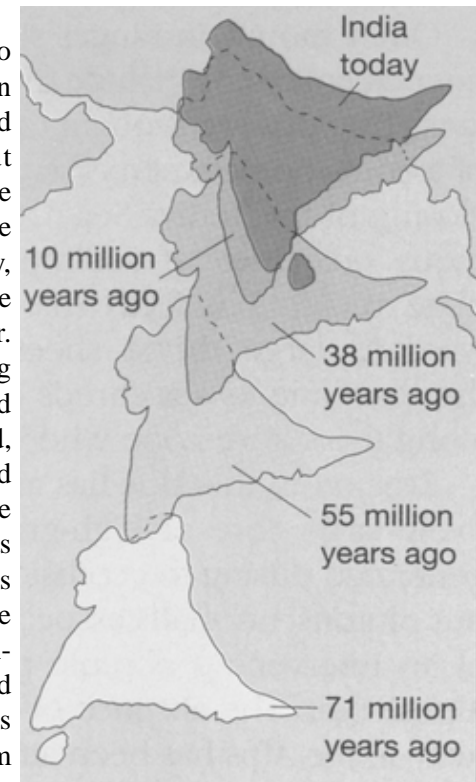 India
today
10 million
years ago
38 million
years ago
55 million
years ago
71 million
years ago